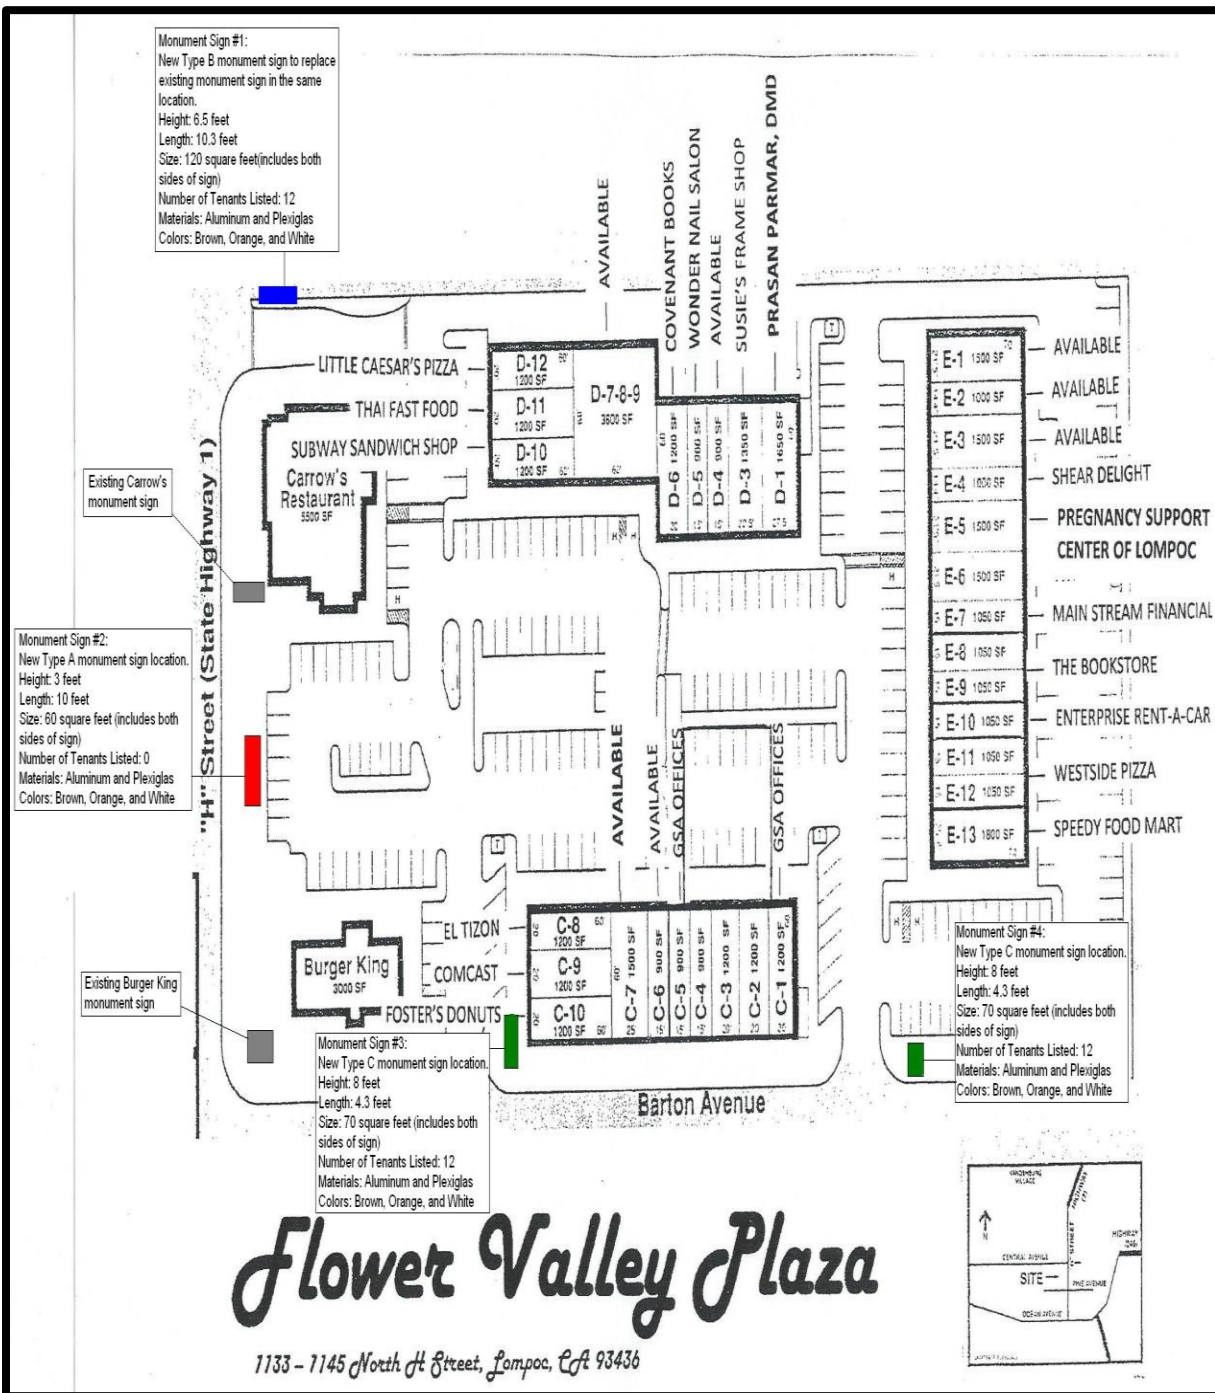 Monument Sign #1:
New Type B monument sign to replace
existing monument sign in the same
location.
Height: 6.5 feet
Length: 10.3 feet
Size: 120 square feet(includes both
sides of sign)
Number of Tenants Listed: 12
Materials: Aluminum and Plexiglas
Colors: Brown, Orange, and White
AVAILABLE
COVENANT BOOKS
WONDER NAIL SALON
AVAILABLE
SUSIE'S FRAME SHOP
PRASAN PARMAR, DMD
LITTLE CAESAR'S PIZZA
THAI FAST FOOD
SUBWAY SANDWICH SHOP
D-12
1200 SF
D-11
1200 SF
D-10
1200 SF
D-7-8-9
3600 SF
D-6 1200 SF
D-5 900 SF
D-4 900 SF
D-3 1350 SF
D-1 1650 SF
Carrow's
Restaurant
5500 SF
Existing Carrow's
monument sign
"H" Street (State Highway 1)
E-1 1500 SF
E-2 1000 SF
E-3 1500 SF
E-4 1000 SF
E-5 1500 SF
E-6 1500 SF
E-7 1050 SF
E-8 1050 SF
E-9 1050 SF
E-10 1050 SF
E-11 1050 SF
E-12 1050 SF
E-13 1800 SF
AVAILABLE
AVAILABLE
AVAILABLE
SHEAR DELIGHT
PREGNANCY SUPPORT
CENTER OF LOMPOC
MAIN STREAM FINANCIAL
THE BOOKSTORE
ENTERPRISE RENT-A-CAR
WESTSIDE PIZZA
SPEEDY FOOD MART
Monument Sign #2:
New Type A monument sign location.
Height: 3 feet
Length: 10 feet
Size: 60 square feet (includes both
sides of sign)
Number of Tenants Listed: 0
Materials: Aluminum and Plexiglas
Colors: Brown, Orange, and White
AVAILABLE
AVAILABLE
GSA OFFICES
GSA OFFICES
EL TIZON
COMCAST
FOSTER'S DONUTS
C-8
1200 SF
C-9
1200 SF
C-10
1200 SF
C-7 1500 SF
C-6 900 SF
C-5 900 SF
C-4 900 SF
C-3 1200 SF
C-2 1200 SF
C-1 1200 SF
Burger King
3000 SF
Existing Burger King
monument sign
Monument Sign #3:
New Type C monument sign location.
Height: 8 feet
Length: 4.3 feet
Size: 70 square feet (includes both
sides of sign)
Number of Tenants Listed: 12
Materials: Aluminum and Plexiglas
Colors: Brown, Orange, and White
Monument Sign #4:
New Type C monument sign location.
Height: 8 feet
Length: 4.3 feet
Size: 70 square feet (includes both
sides of sign)
Number of Tenants Listed: 12
Materials: Aluminum and Plexiglas
Colors: Brown, Orange, and White
Barton Avenue
VILLAGE
N
CENTRAL AVENUE
HIGHWAY
SITE
PINE AVENUE
OCEAN AVENUE
Flower Valley Plaza
1133 – 1145 North H Street, Lompoc, CA 93436